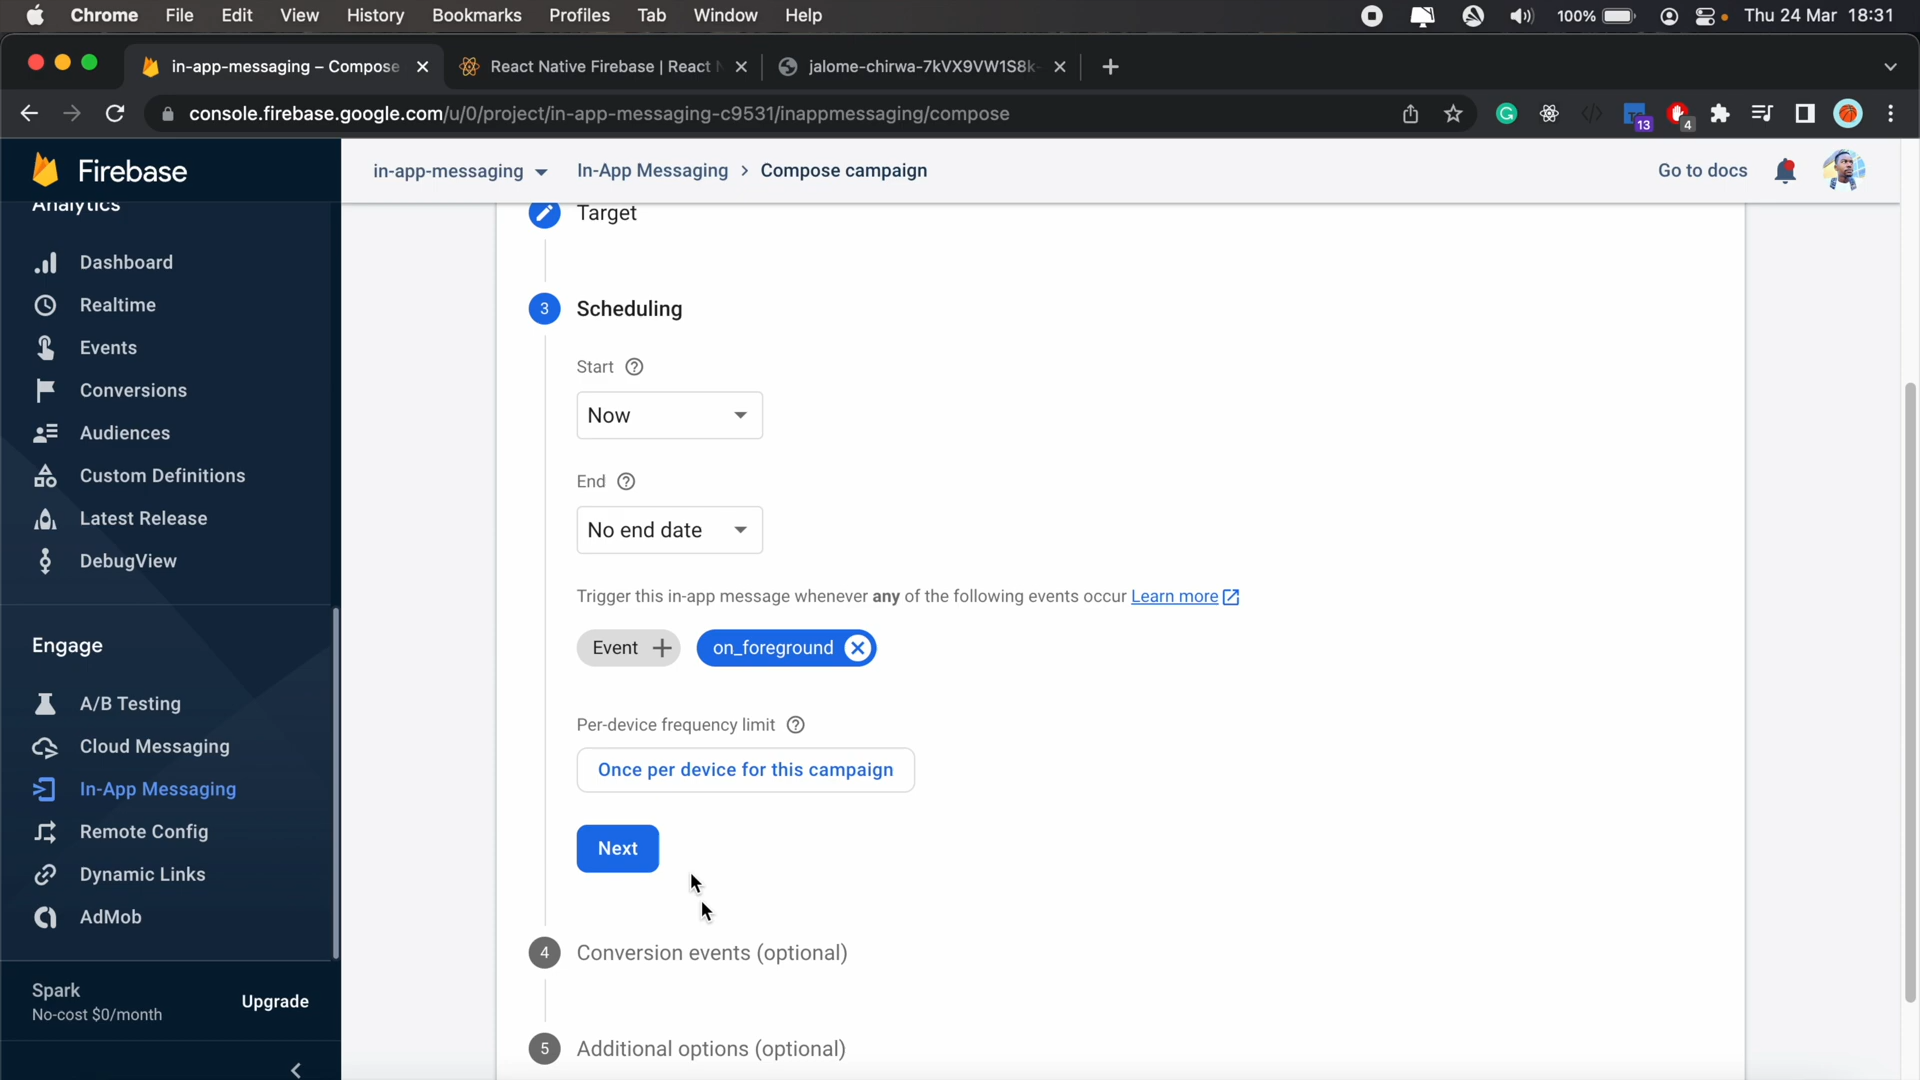 Chrome File Edit View History Bookmarks Profiles Tab Window Help 100% Thu 24 Mar 18:31
in-app-messaging – Compose React Native Firebase | React N jalome-chirwa-7kVX9VW1S8k-
console.firebase.google.com/u/0/project/in-app-messaging-c9531/inappmessaging/compose 13 4
Firebase
in-app-messaging In-App Messaging > Compose campaign Go to docs
Analytics
Dashboard
Realtime
Events
Conversions
Audiences
Custom Definitions
Latest Release
DebugView
Engage
A/B Testing
Cloud Messaging
In-App Messaging
Remote Config
Dynamic Links
AdMob
Spark
No-cost $0/month
Upgrade
Target
3 Scheduling
Start
Now
End
No end date
Trigger this in-app message whenever any of the following events occur Learn more
Event + on_foreground
Per-device frequency limit
Once per device for this campaign
Next
4 Conversion events (optional)
5 Additional options (optional)